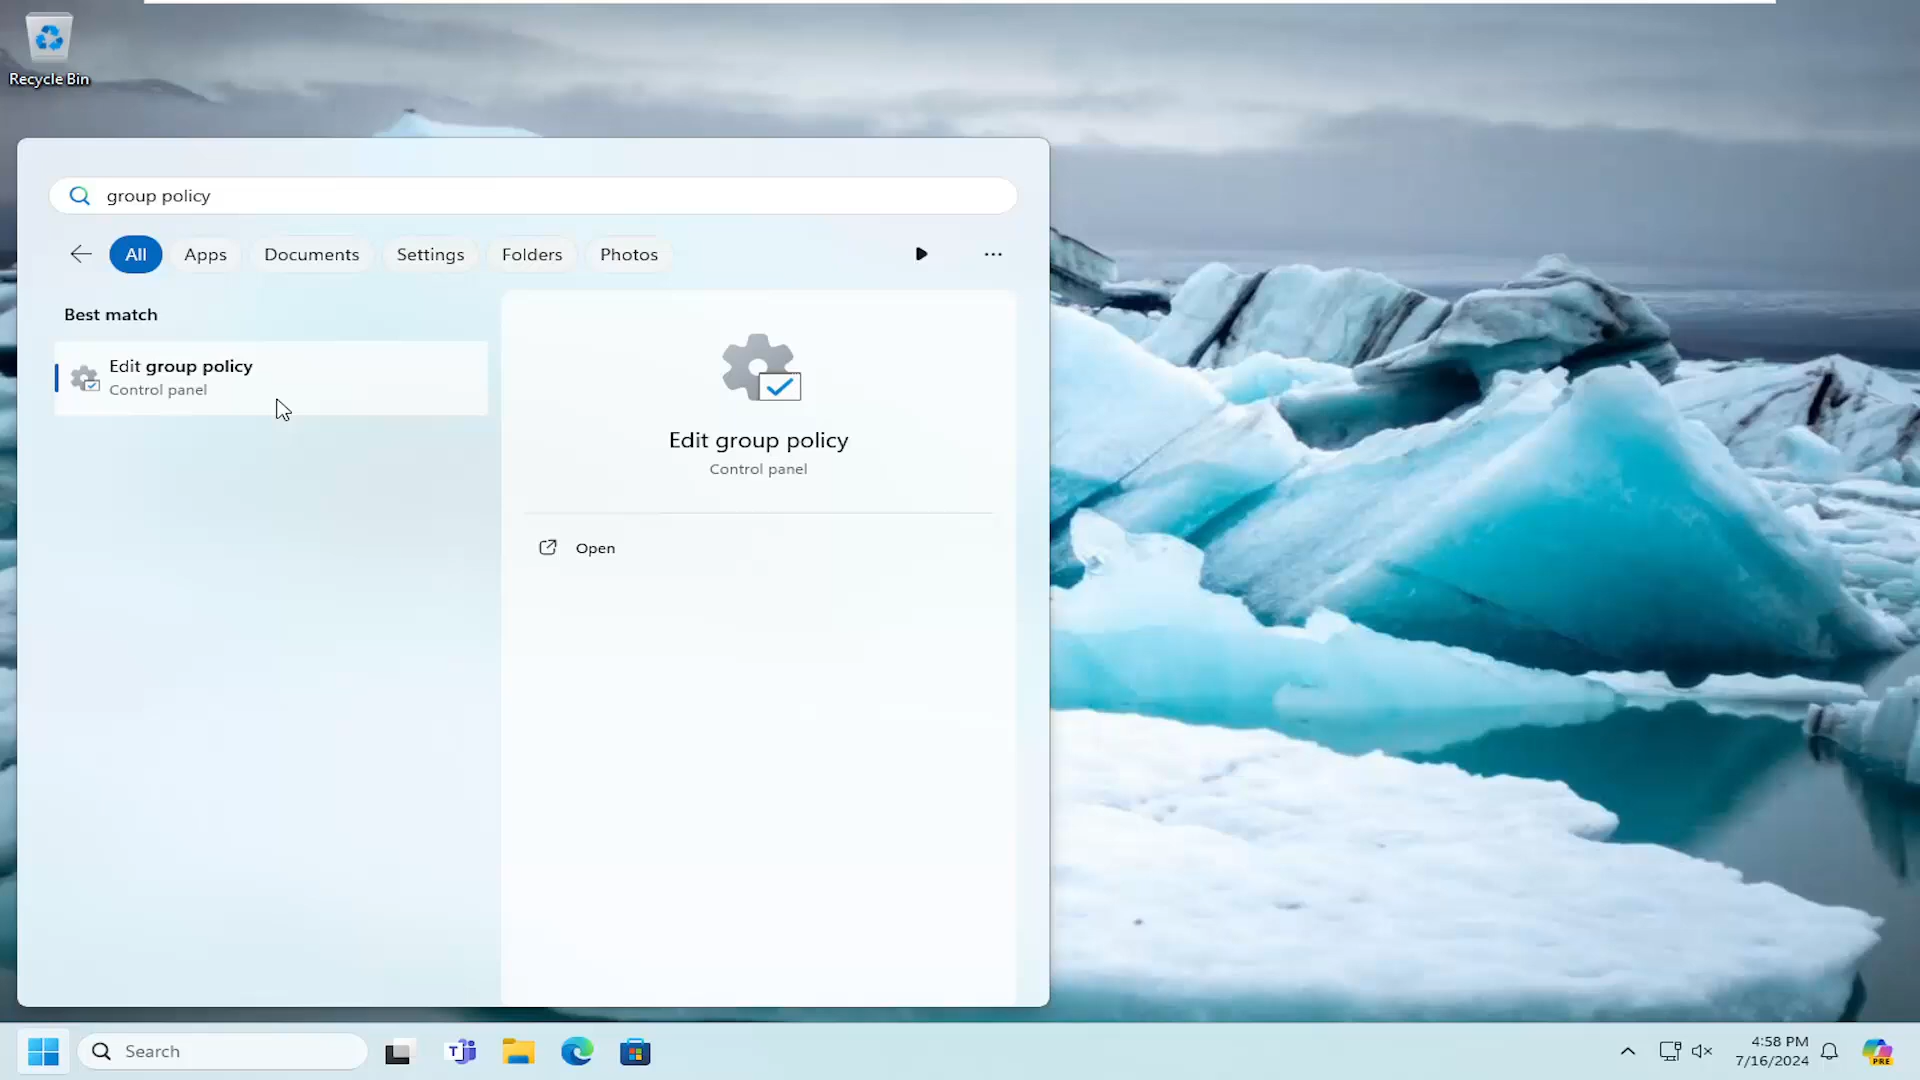 Recycle Bin
group policy
All
Apps
Documents
Settings
Folders
Photos
Best match
Edit group policy
Control panel
Edit group policy
Control panel
Open
Search
4:58 PM
7/16/2024
PRE